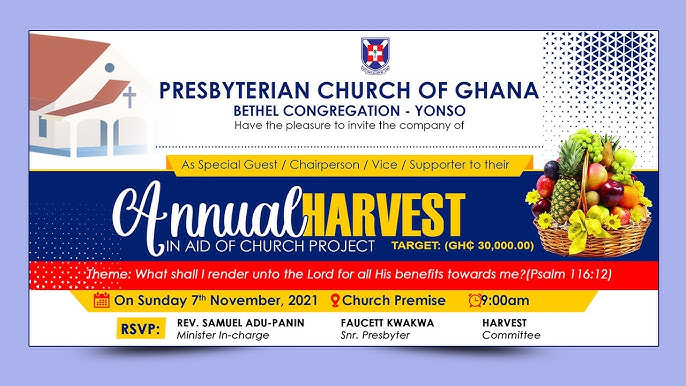 PRESBYTERIAN CHURCH OF GHANA
BETHEL CONGREGATION - YONSO
Have the pleasure to invite the company of
As Special Guest / Chairperson / Vice / Supporter to their
Annual HARVEST
IN AID OF CHURCH PROJECT TARGET: (GH₵ 30,000.00)
Theme: What shall I render unto the Lord for all His benefits towards me?(Psalm 116:12)
On Sunday 7th November, 2021 Church Premise 9:00am
RSVP: REV. SAMUEL ADU-PANIN FAUCETT KWAKWA HARVEST
Minister In-charge Snr. Presbyter Committee